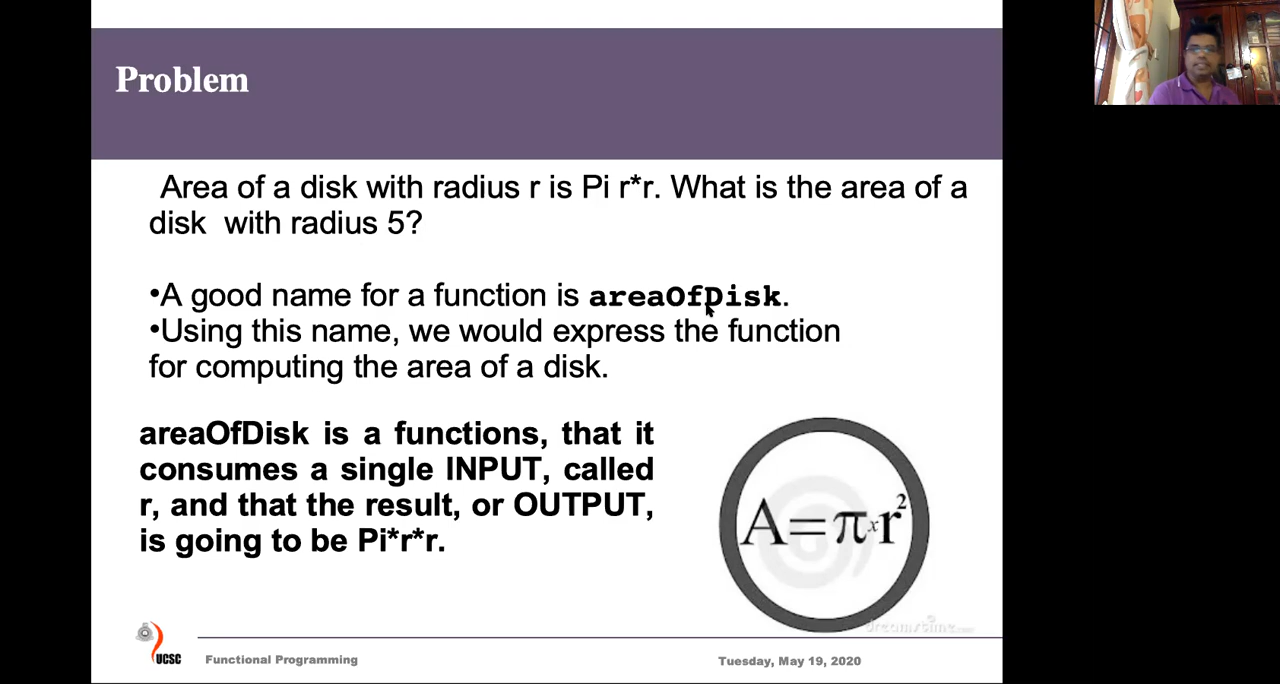 Problem
Area of a disk with radius r is Pi r*r. What is the area of a
disk with radius 5?
•A good name for a function is areaOfDisk.
•Using this name, we would express the function
for computing the area of a disk.
areaOfDisk is a functions, that it
consumes a single INPUT, called
r, and that the result, or OUTPUT,
is going to be Pi*r*r.
A=π×r²
dreamstime.com
UCSC
Functional Programming
Tuesday, May 19, 2020